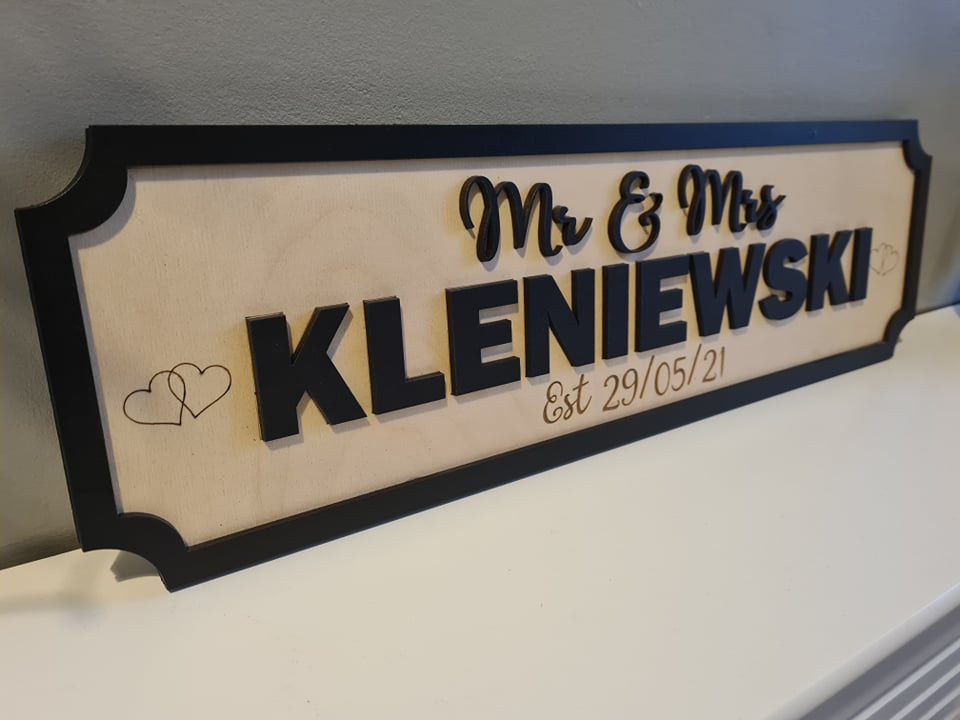 Mr & Mrs
KLENIEWSKI
Est 29/05/21